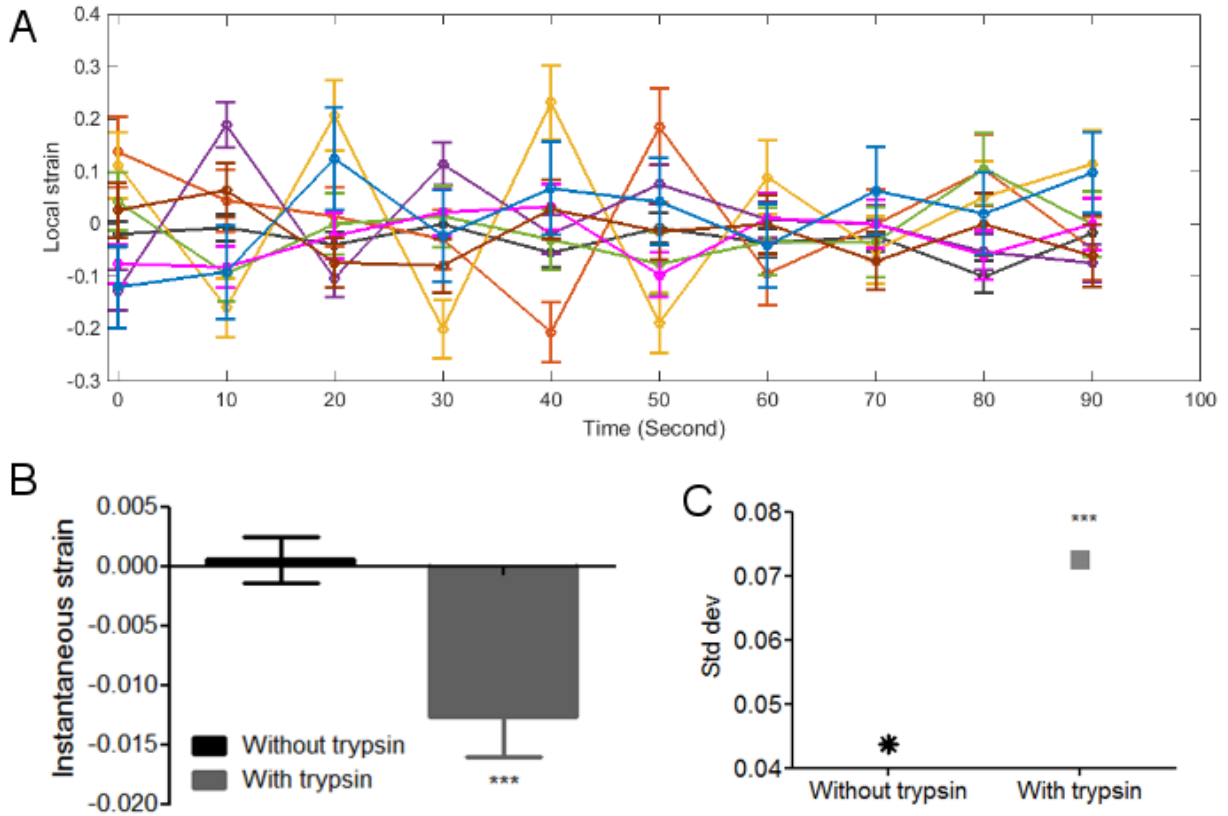 A
0.4
0.3
0.2
0.1
0
-0.1
-0.2
-0.3
Local strain
0 10 20 30 40 50 60 70 80 90 100
Time (Second)
B
0.005
0.000
-0.005
-0.010
-0.015
-0.020
Instantaneous strain
Without trypsin
With trypsin
***
C
0.08
0.07
0.06
0.05
0.04
Std dev
***
Without trypsin With trypsin